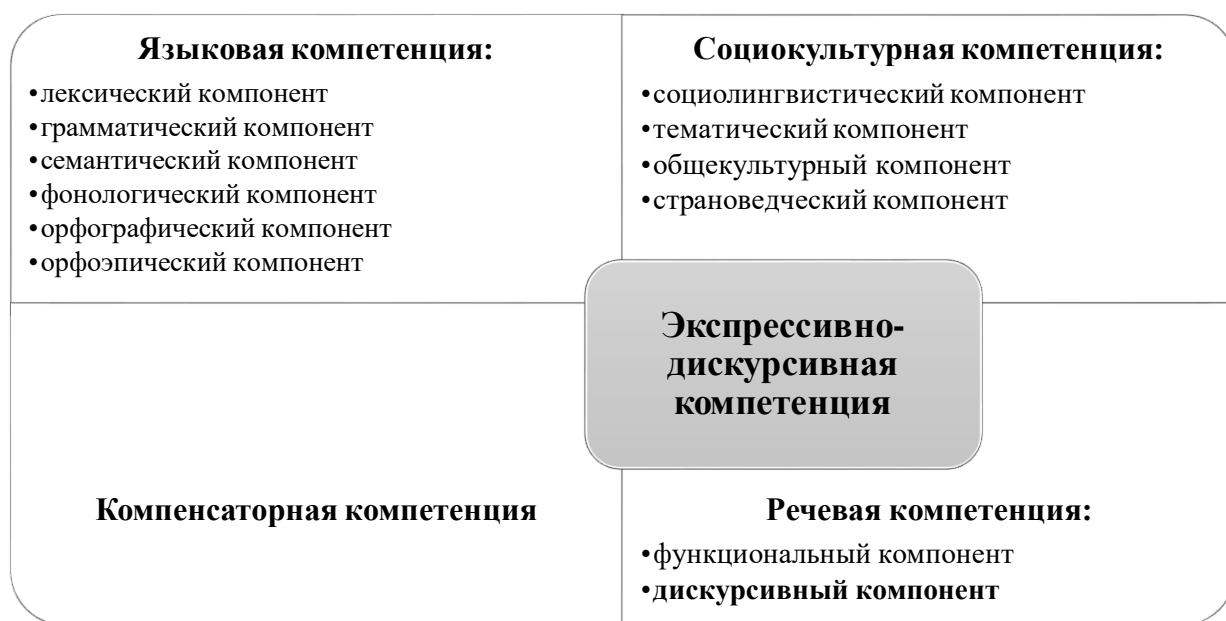 Языковая компетенция:
•лексический компонент
•грамматический компонент
•семантический компонент
•фонологический компонент
•орфографический компонент
•орфоэпический компонент
Социокультурная компетенция:
•социолингвистический компонент
•тематический компонент
•общекультурный компонент
•страноведческий компонент
Экспрессивно-
дискурсивная
компетенция
Компенсаторная компетенция
Речевая компетенция:
•функциональный компонент
•дискурсивный компонент